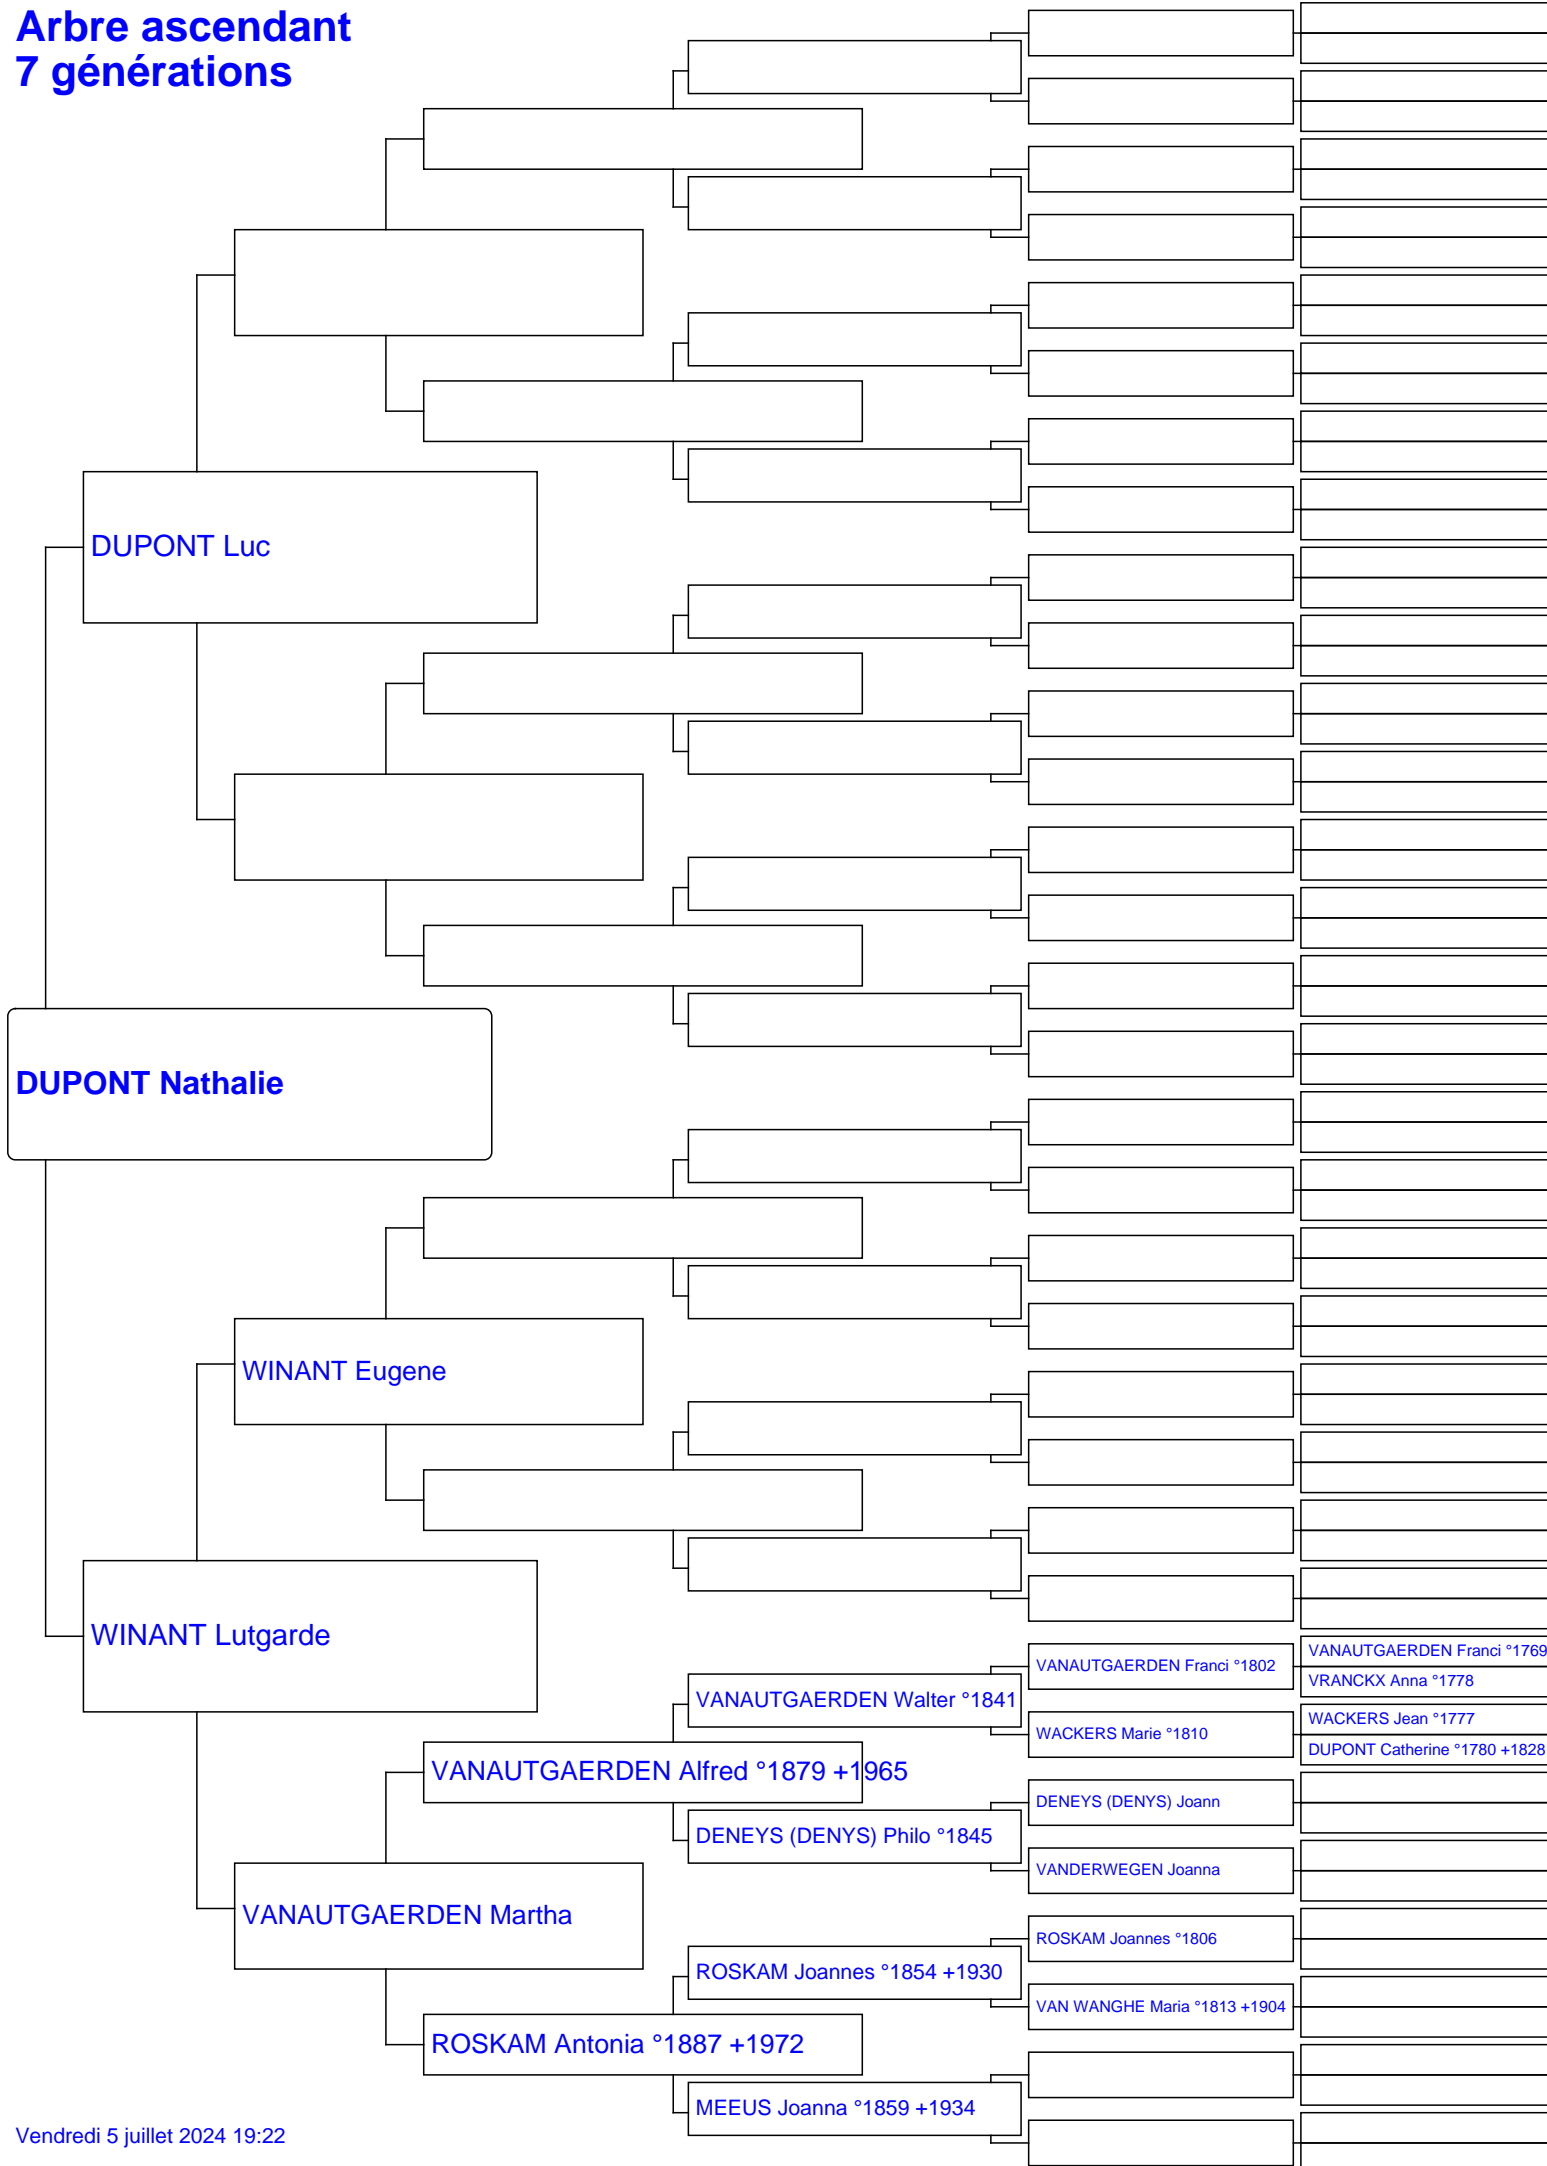 Arbre ascendant
7 générations
DUPONT Luc
DUPONT Nathalie
WINANT Eugene
WINANT Lutgarde
VANAUTGAERDEN Franci °1802
VANAUTGAERDEN Franci °1769
VRANCKX Anna °1778
VANAUTGAERDEN Walter °1841
WACKERS Marie °1810
WACKERS Jean °1777
DUPONT Catherine °1780 +1828
VANAUTGAERDEN Alfred °1879 +1965
DENEYS (DENYS) Joann
DENEYS (DENYS) Philo °1845
VANDERWEGEN Joanna
VANAUTGAERDEN Martha
ROSKAM Joannes °1806
ROSKAM Joannes °1854 +1930
VAN WANGHE Maria °1813 +1904
ROSKAM Antonia °1887 +1972
MEEUS Joanna °1859 +1934
Vendredi 5 juillet 2024 19:22